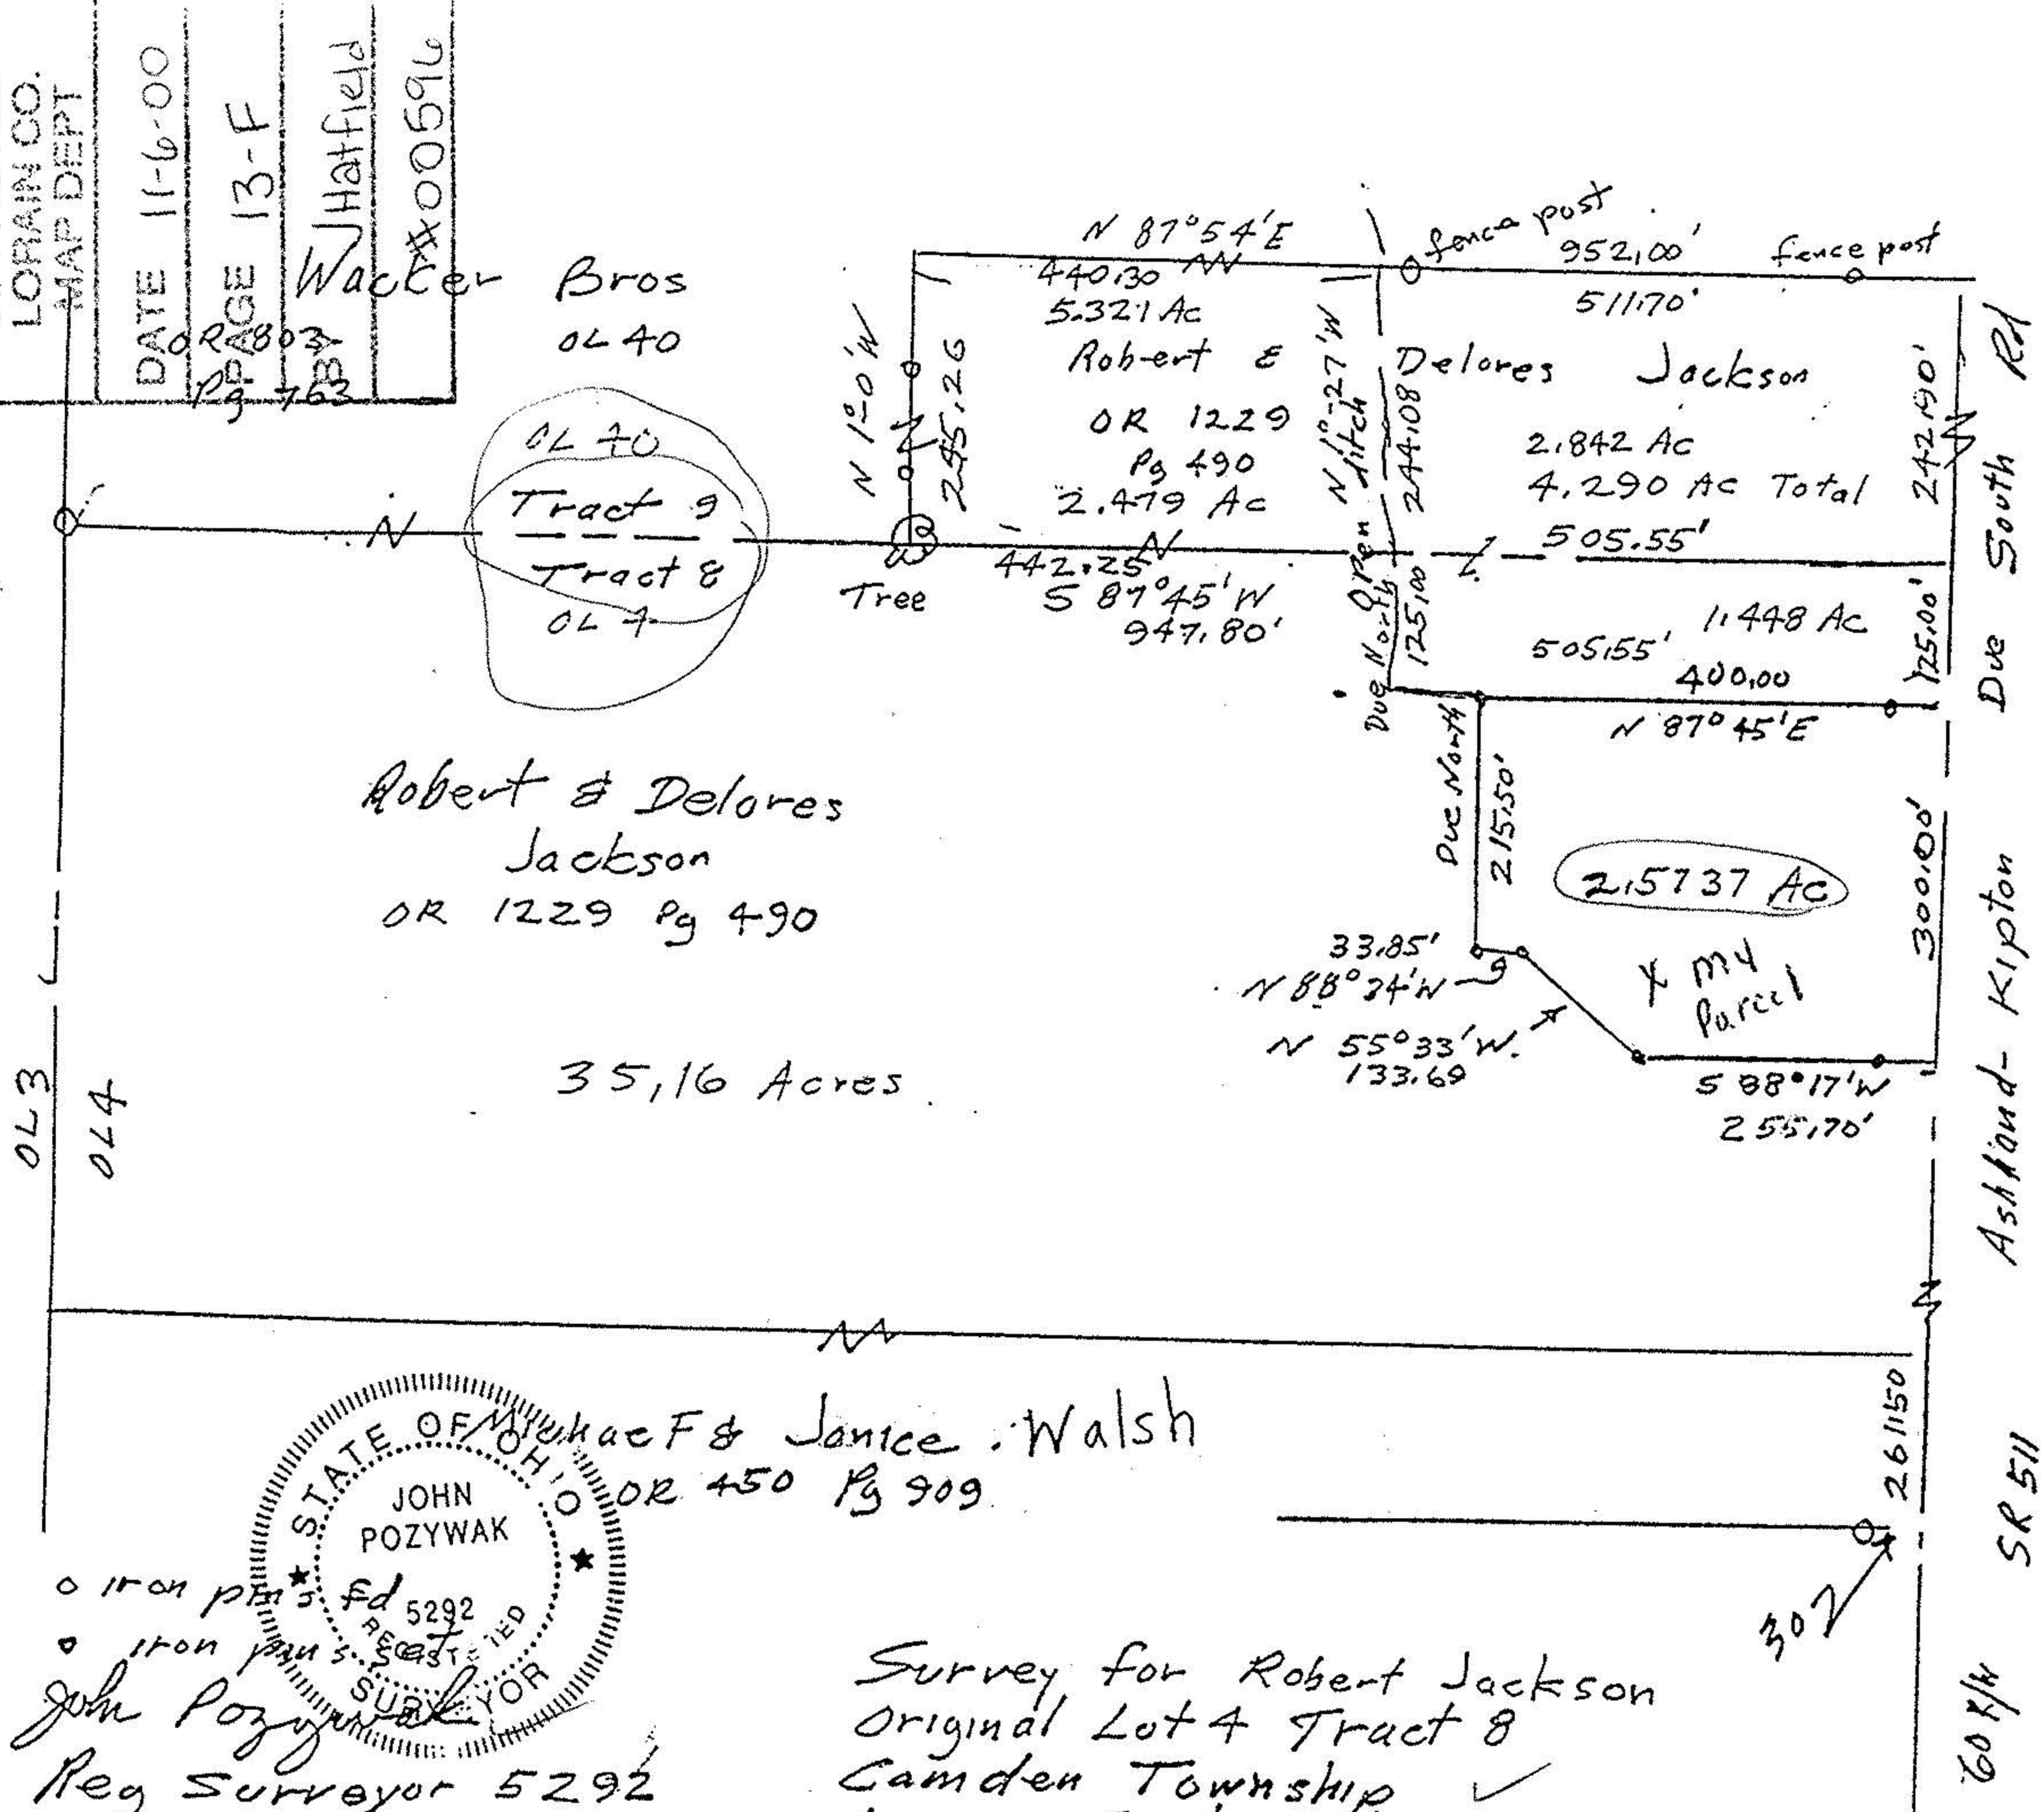 LORAIN CO.
MAP DEPT
DATE 11-6-00
PAGE 13-F
BY JHatfield
#00596
Wacker Bros
OR 803
Pg 763
OL 40
OL 40
Tract 9
Tract 8
OL 4
N 87°54'E
440.30
5.321 Ac
fence post
952.00'
fence post
511.70'
N 1°-0'W
245.26
Robert & Delores Jackson
OR 1229
Pg 490
2.479 Ac
N 1°-27'W
Open ditch
244.08
2.842 Ac
4.290 Ac Total
505.55'
242.90'
Tree
442.25
S 87°45'W
947.80'
Due North
125.00
1.448 Ac
505.55'
400.00
N 87°45'E
125.00'
Due South
Rd
Robert & Delores
Jackson
OR 1229 Pg 490
35.16 Acres
Due North
215.50'
2.5737 Ac
300.00'
33.85'
N 88°34'W
X my
Parcel
N 55°33'W
133.69
S 88°17'W
255.70'
OL 3
OL 4
Ashland-Kipton
Michael F & Janice Walsh
OR 450 Pg 909
2611.50
SR 511
302
60 R/W
STATE OF OHIO
JOHN
POZYWAK
5292
REGISTERED
SURVEYOR
o iron pins fd
o iron pins set
John Pozywak
Reg Surveyor 5292
Survey for Robert Jackson
Original Lot 4 Tract 8
Camden Township